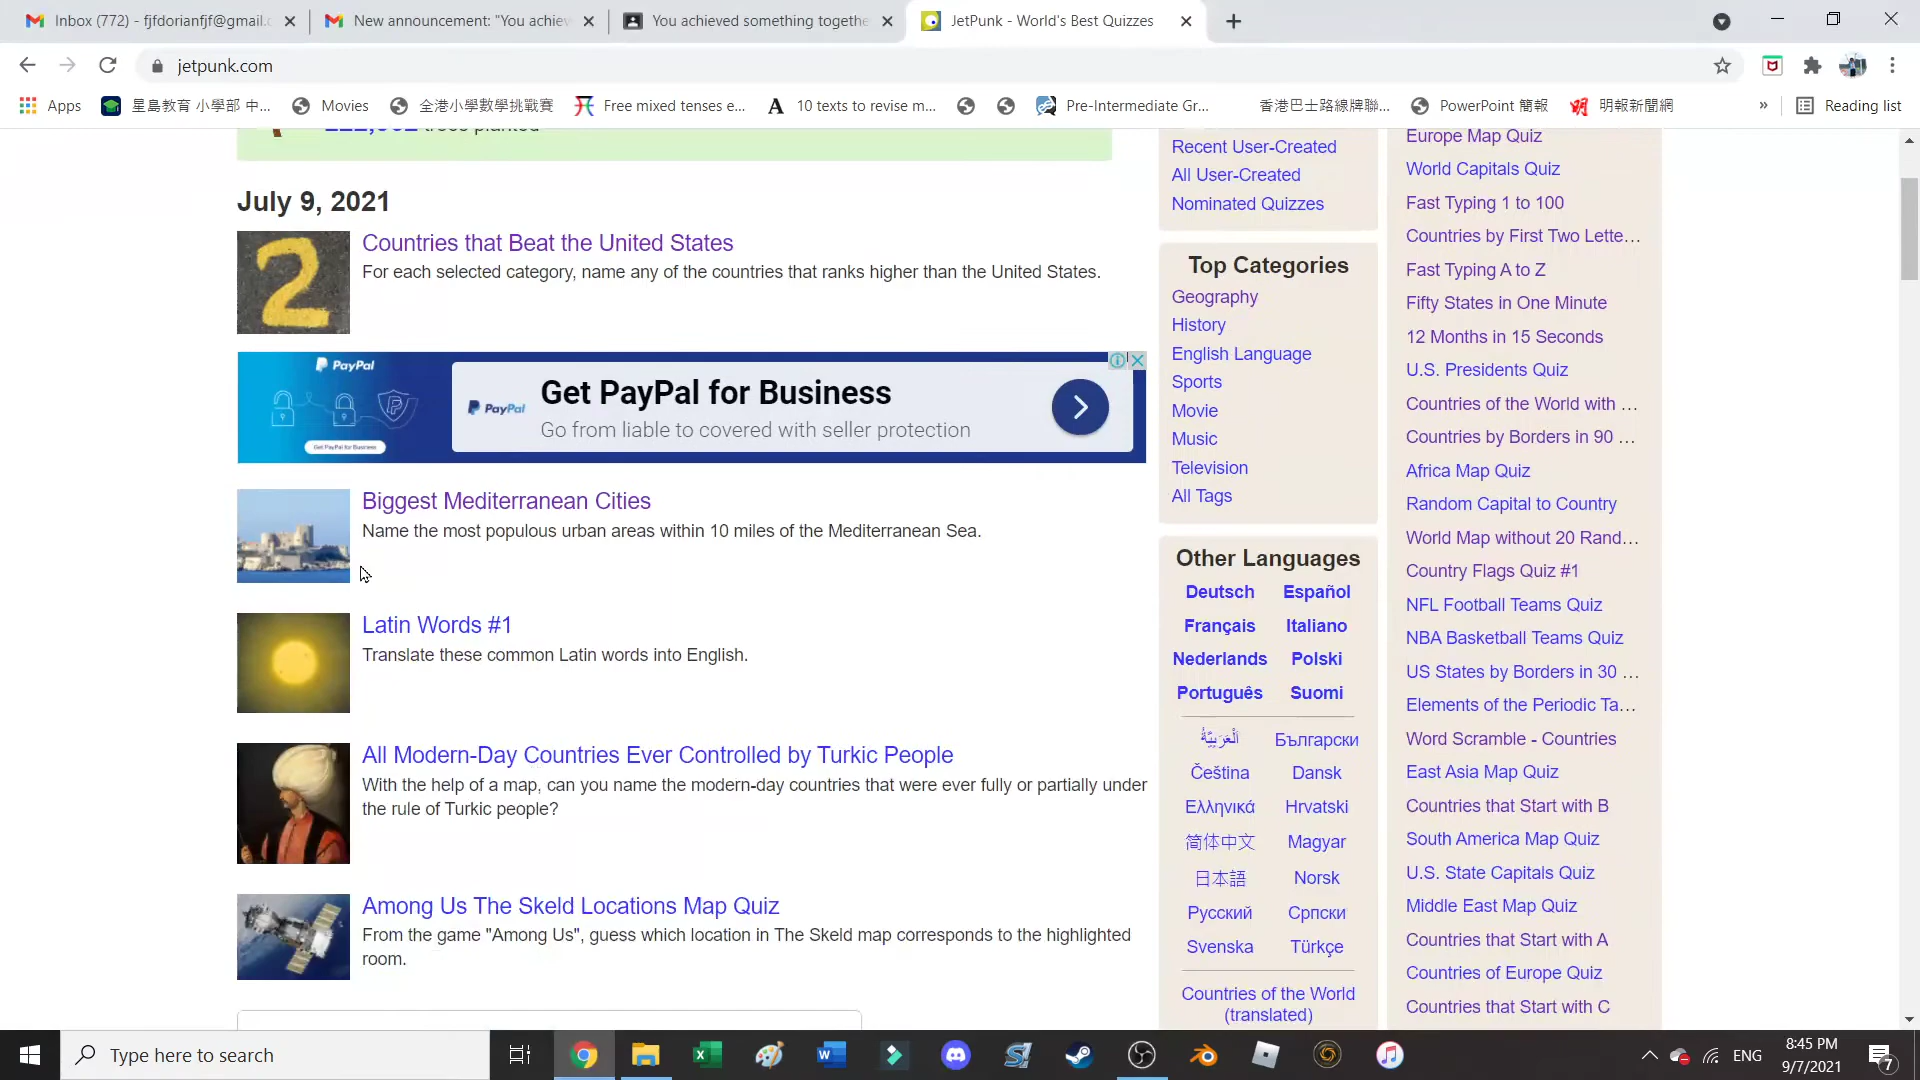 Inbox (772) - fjfdorianfjf@gmail.c
New announcement: "You achiev
You achieved something togethe
JetPunk - World's Best Quizzes
jetpunk.com
Apps
星島教育 小學部 中...
Movies
全港小學數學挑戰賽
Free mixed tenses e...
10 texts to revise m...
Pre-Intermediate Gr...
香港巴士路線牌聯...
PowerPoint 簡報
明報新聞網
»
Reading list
trees planted
July 9, 2021
Countries that Beat the United States
For each selected category, name any of the countries that ranks higher than the United States.
PayPal
Get PayPal for Business
PayPal
Get PayPal for Business
Go from liable to covered with seller protection
Biggest Mediterranean Cities
Name the most populous urban areas within 10 miles of the Mediterranean Sea.
Latin Words #1
Translate these common Latin words into English.
All Modern-Day Countries Ever Controlled by Turkic People
With the help of a map, can you name the modern-day countries that were ever fully or partially under
the rule of Turkic people?
Among Us The Skeld Locations Map Quiz
From the game "Among Us", guess which location in The Skeld map corresponds to the highlighted
room.
Recent User-Created
All User-Created
Nominated Quizzes
Top Categories
Geography
History
English Language
Sports
Movie
Music
Television
All Tags
Other Languages
Deutsch Español
Français Italiano
Nederlands Polski
Português Suomi
اَلْعَرَبِيَّةُ Български
Čeština Dansk
Ελληνικά Hrvatski
简体中文 Magyar
日本語 Norsk
Русский Српски
Svenska Türkçe
Countries of the World
(translated)
Europe Map Quiz
World Capitals Quiz
Fast Typing 1 to 100
Countries by First Two Lette...
Fast Typing A to Z
Fifty States in One Minute
12 Months in 15 Seconds
U.S. Presidents Quiz
Countries of the World with ...
Countries by Borders in 90 ...
Africa Map Quiz
Random Capital to Country
World Map without 20 Rand...
Country Flags Quiz #1
NFL Football Teams Quiz
NBA Basketball Teams Quiz
US States by Borders in 30 ...
Elements of the Periodic Ta...
Word Scramble - Countries
East Asia Map Quiz
Countries that Start with B
South America Map Quiz
U.S. State Capitals Quiz
Middle East Map Quiz
Countries that Start with A
Countries of Europe Quiz
Countries that Start with C
Type here to search
ENG
8:45 PM
9/7/2021
7